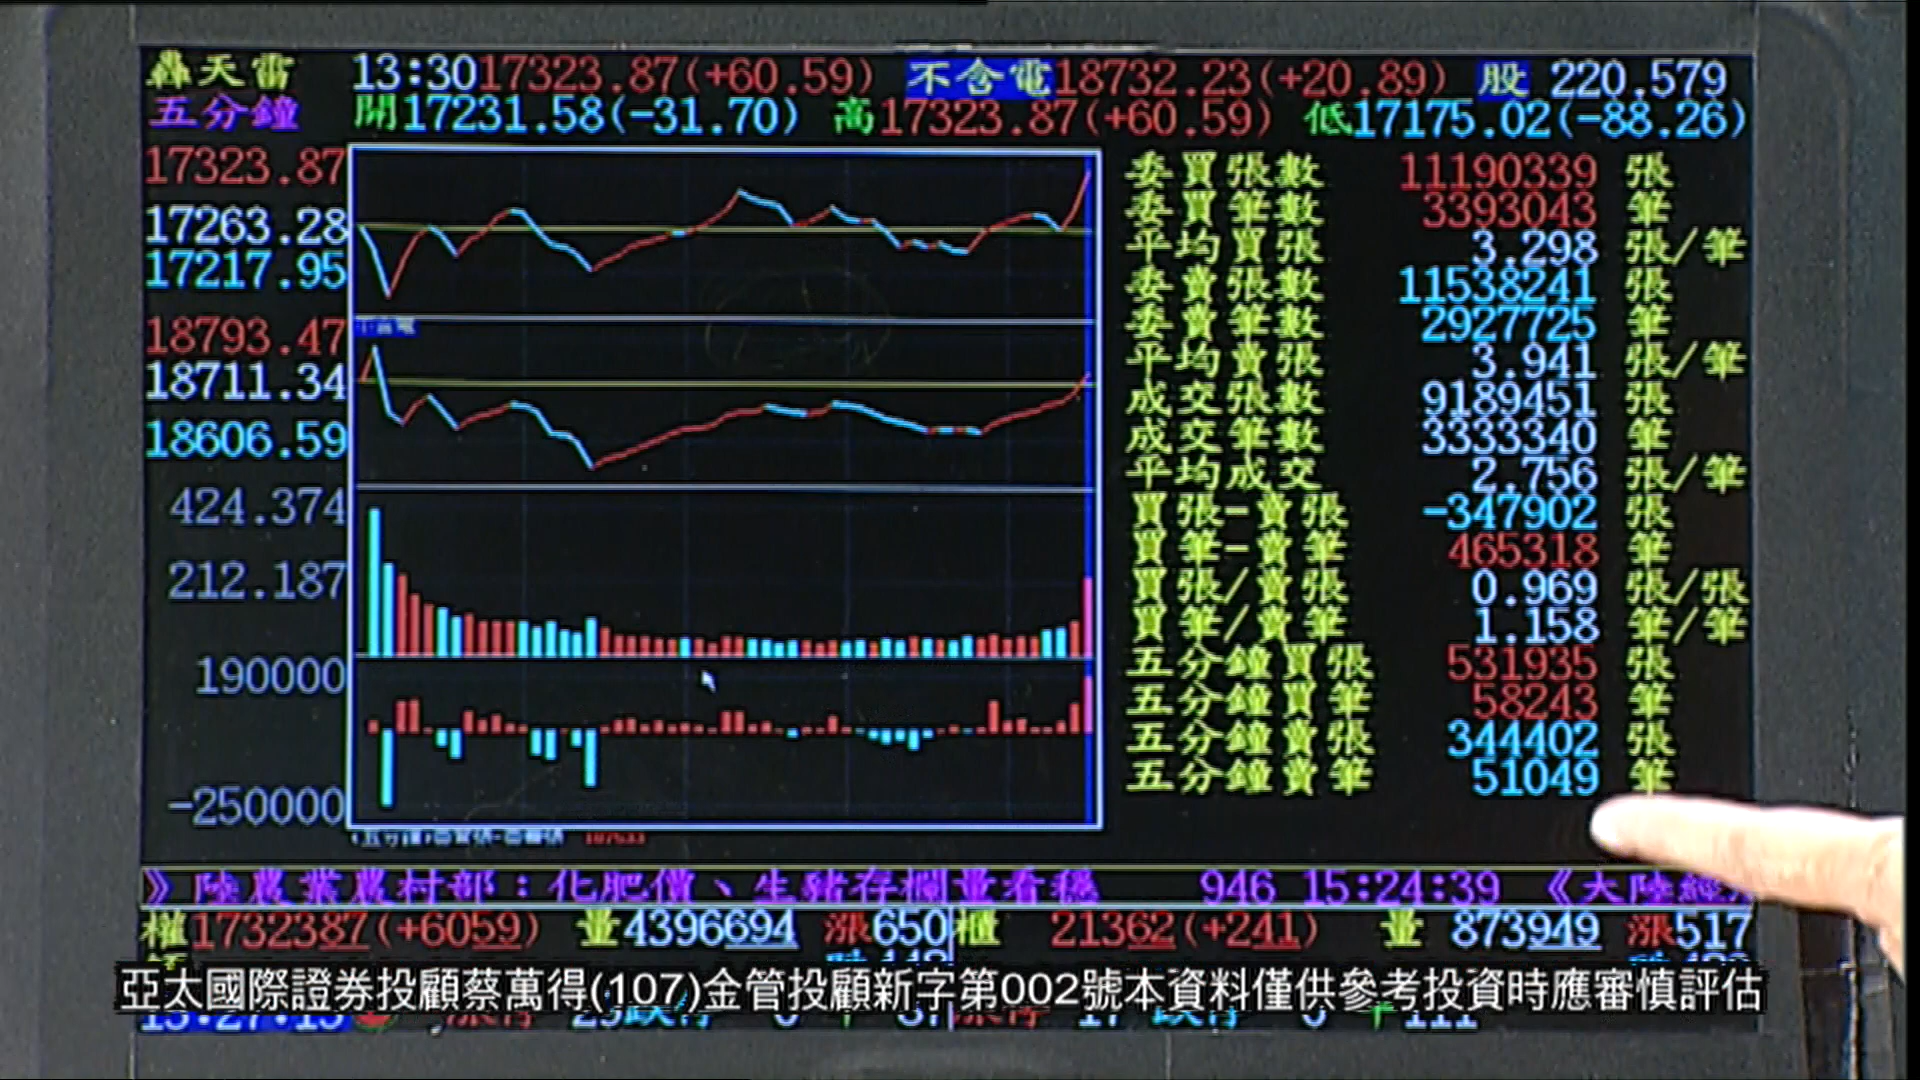 轟天雷 13:30 17323.87(+60.59) 不含電 18732.23(+20.89) 股 220.579
五分鐘 開17231.58(-31.70) 高17323.87(+60.59) 低17175.02(-88.26)
17323.87
17263.28
17217.95
不含電
18793.47
18711.34
18606.59
424.374
212.187
190000
-250000
委買張數 11190339 張
委買筆數 3393043 筆
平均買張 3.298 張/筆
委賣張數 11538241 張
委賣筆數 2927725 筆
平均賣張 3.941 張/筆
成交張數 9189451 張
成交筆數 3333340 筆
平均成交 2.756 張/筆
買張-賣張 -347902 張
買筆-賣筆 465318 筆
買張/賣張 0.969 張/張
買筆/賣筆 1.158 筆/筆
五分鐘買張 531935 張
五分鐘買筆 58243 筆
五分鐘賣張 344402 張
五分鐘賣筆 51049 筆
》陸農業農村部：化肥價、生豬存欄量看穩 946 15:24:39 《大陸經
權1732387(+6059) 量4396694 漲650 櫃 21362(+241) 量 873949 漲517
亞太國際證券投顧蔡萬得(107)金管投顧新字第002號本資料僅供參考投資時應審慎評估